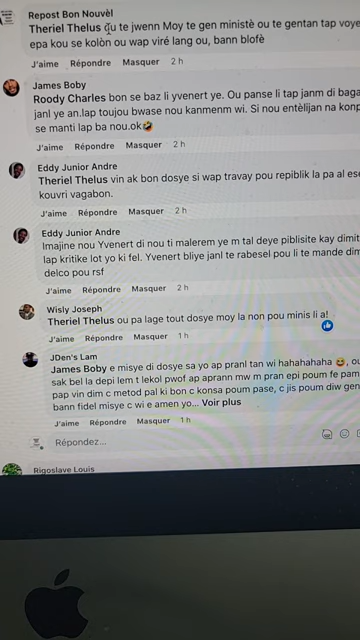 Repost Bon Nouvèl
Theriel Thelus ou te jwenn Moy te gen ministè ou te gentan tap voye
epa kou se kolòn ou wap viré lang ou, bann blofè
J'aime Répondre Masquer 2 h
James Boby
Roody Charles bon se baz li yvenert ye. Ou panse li tap janm di baga
janl ye an.lap toujou bwase nou kanmenm wi. Si nou entèlijan na konp
se manti lap ba nou.ok🤣
J'aime Répondre Masquer 2 h
Eddy Junior Andre
Theriel Thelus vin ak bon dosye si wap travay pou repiblik la pa al ese
kouvri vagabon.
J'aime Répondre Masquer 2 h
Eddy Junior Andre
Imajine nou Yvenert di nou ti malerem ye m tal deye piblisite kay dimit
lap kritike lot yo ki fel. Yvenert bliye janl te rabesel pou li te mande dim
delco pou rsf
J'aime Répondre Masquer 2 h
Wisly Joseph
Theriel Thelus ou pa lage tout dosye moy la non pou minis li a!
J'aime Répondre Masquer 1 h
JDen's Lam
James Boby e misye di dosye sa yo ap pranl tan wi hahahahaha 😅, ou
sak bel la depi lem t lekol pwof ap aprann mw m pran epi poum fe pam
pap vin dim c metod pal ki bon c konsa poum pase, c jis poum diw gen
bann fidel misye c wi e amen yo... Voir plus
J'aime Répondre Masquer 1 h
Répondez...
Rigoslave Louis